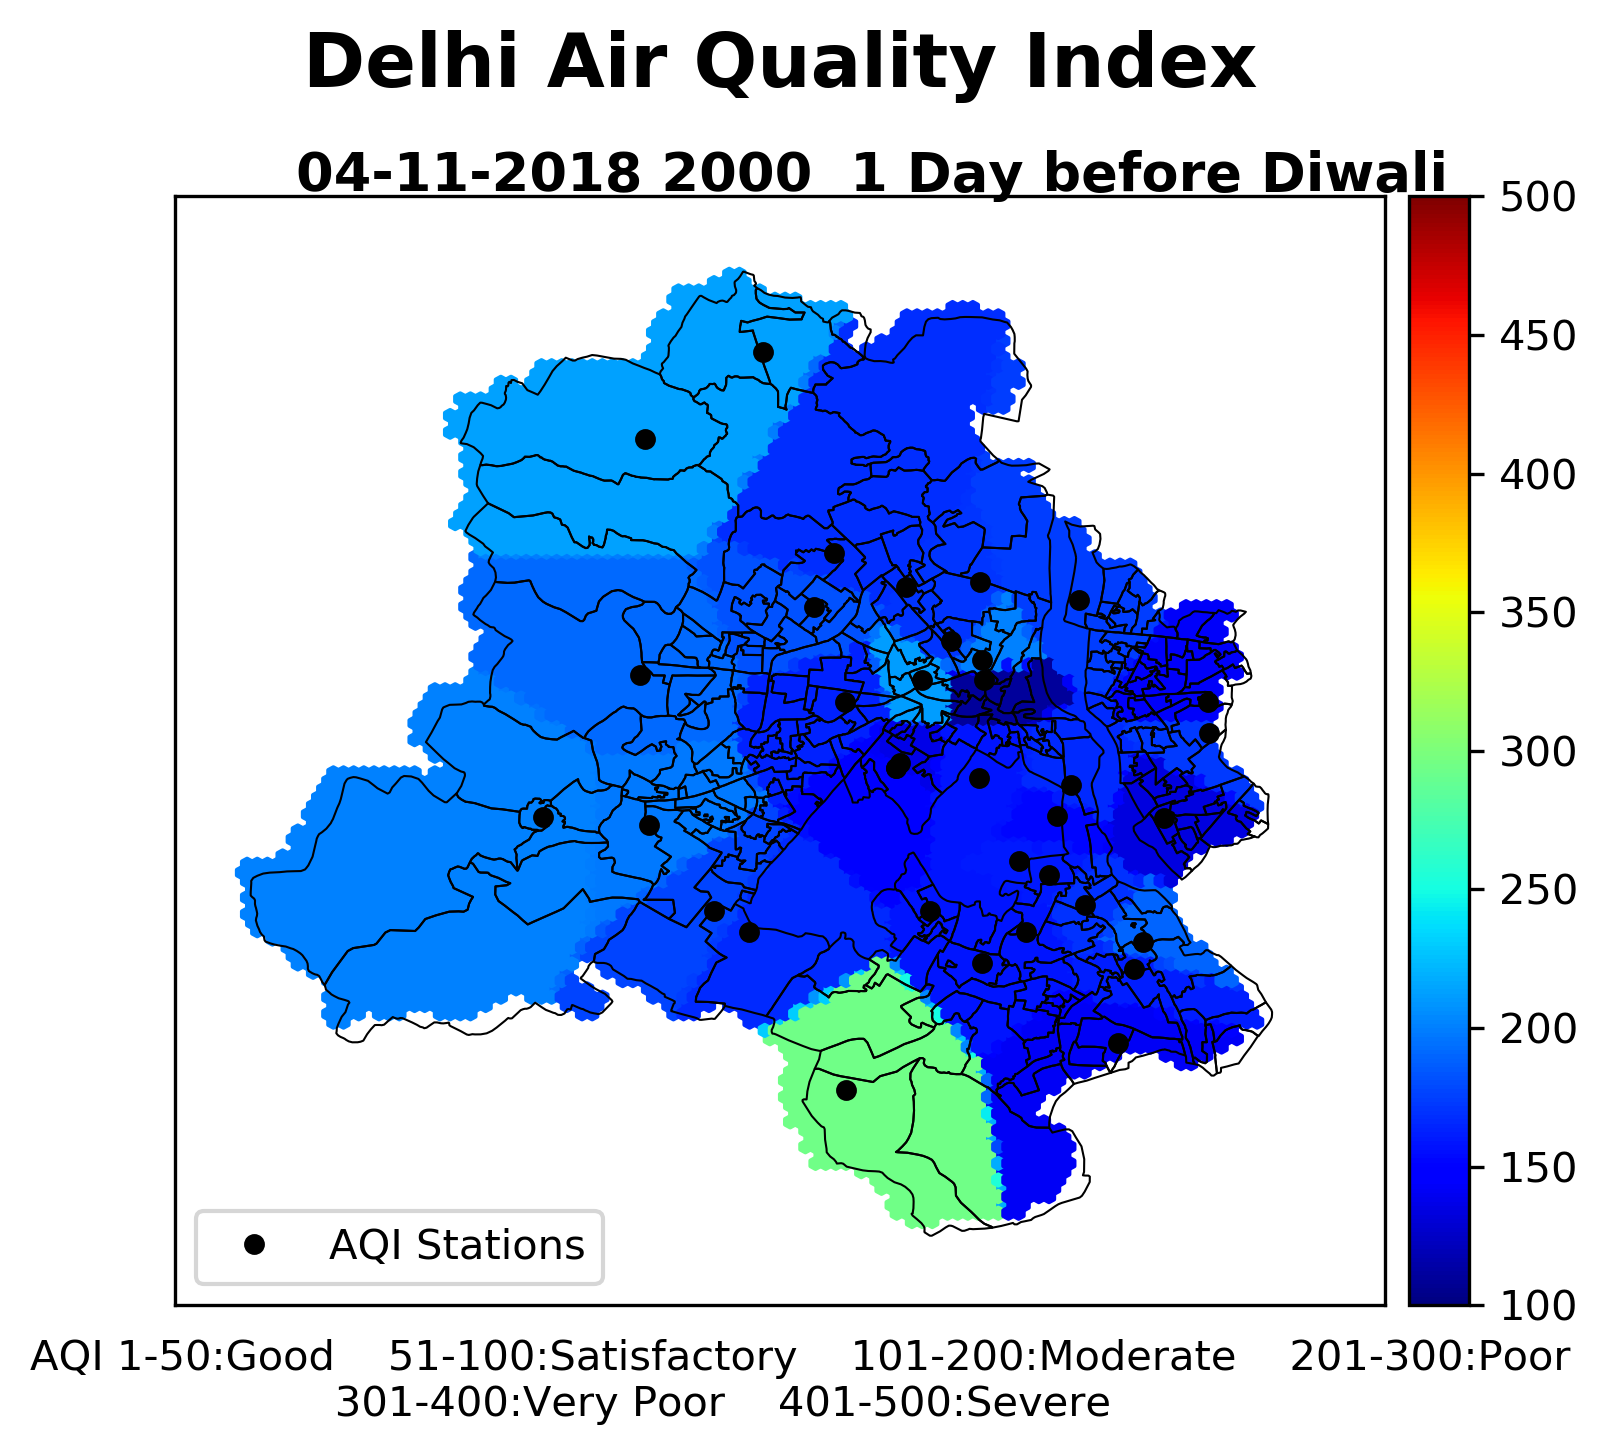 Delhi Air Quality Index
04-11-2018 2000  1 Day before Diwali
500
450
400
350
300
250
200
150
100
AQI Stations
AQI 1-50:Good    51-100:Satisfactory    101-200:Moderate    201-300:Poor
301-400:Very Poor    401-500:Severe